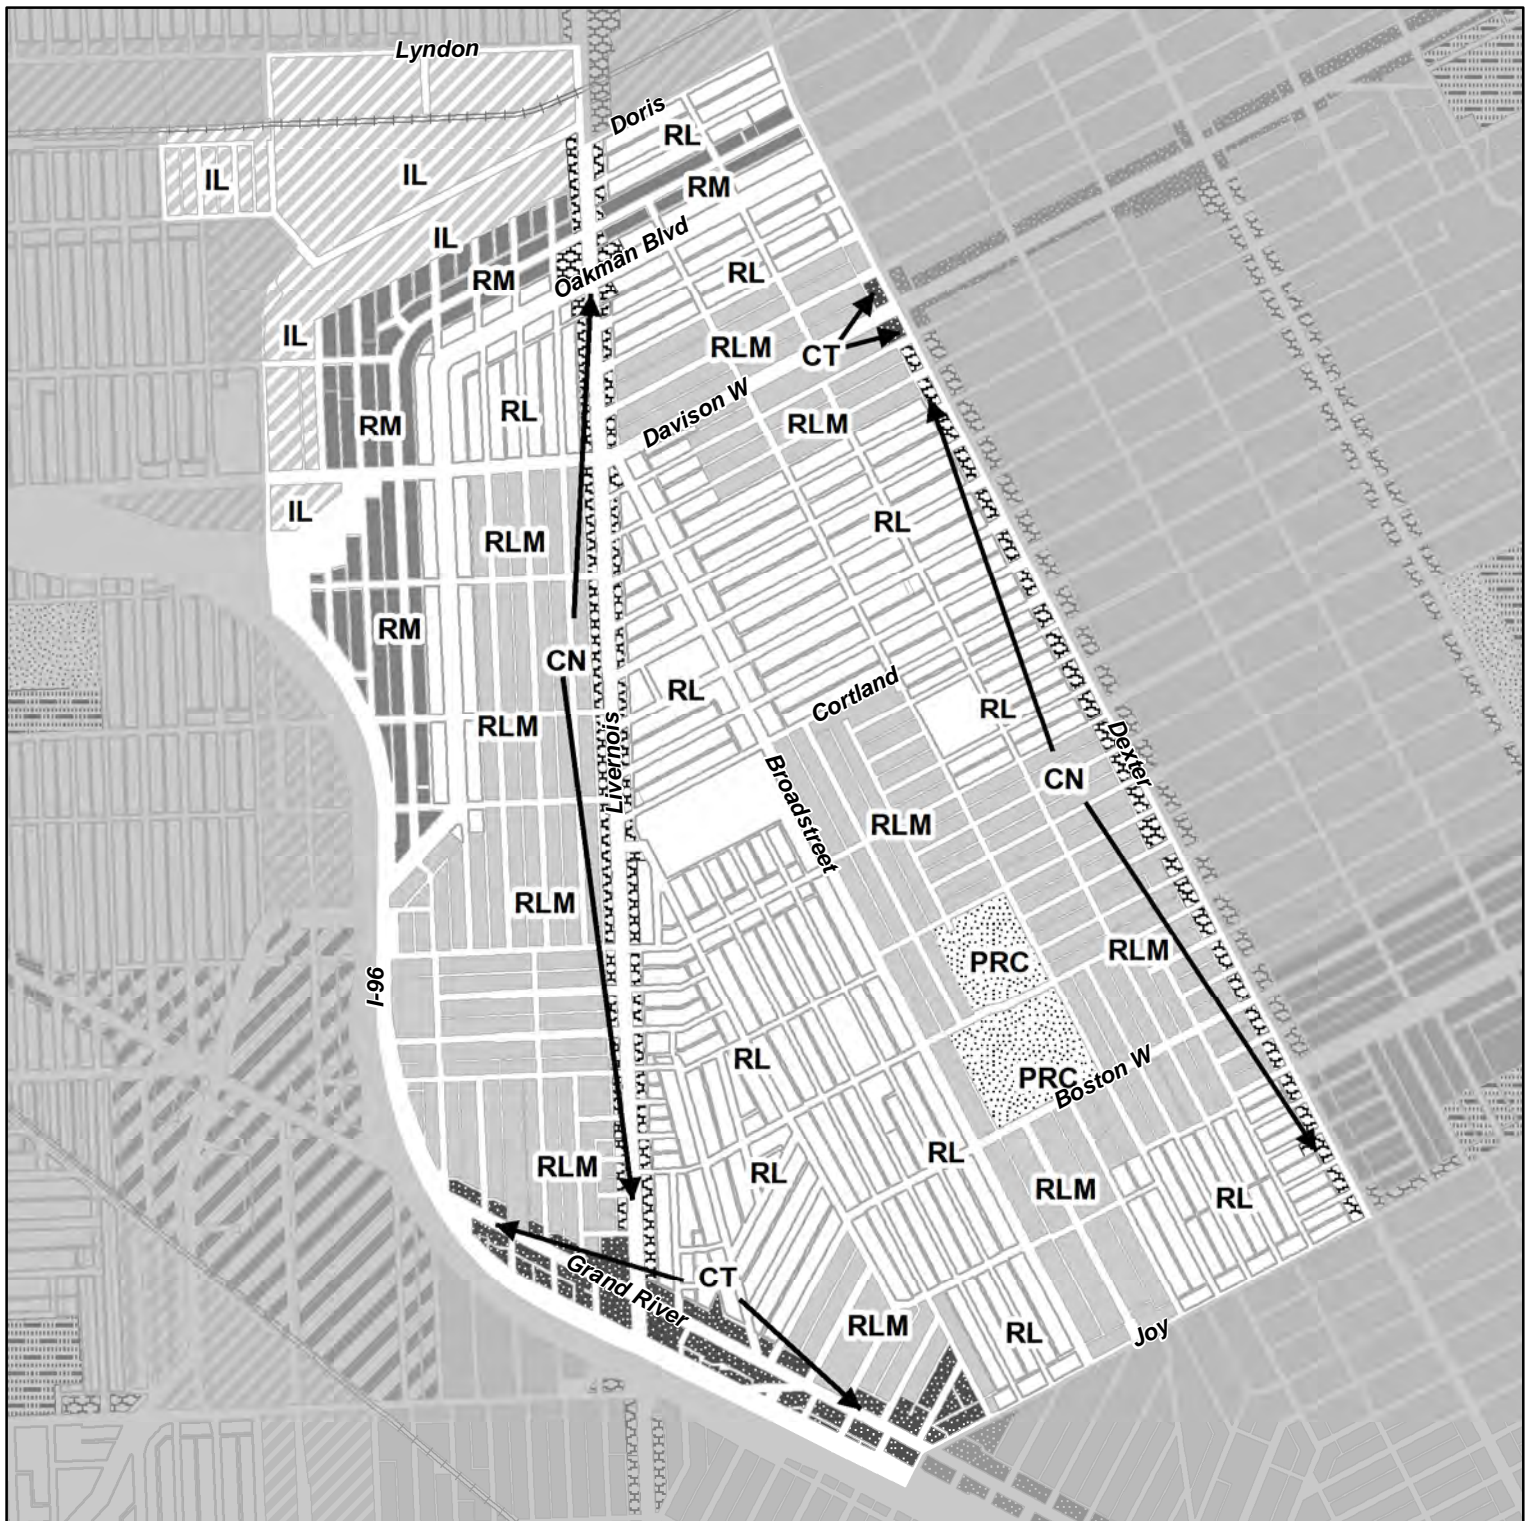 Lyndon
Doris
RL
IL
IL
RM
IL
Oakman Blvd
RL
RM
IL
RLM
CT
Davison W
RL
RLM
RM
IL
RL
RLM
RM
CN
RL
Cortland
RL
RLM
Livernois
Broadstreet
Dexter
CN
RLM
RLM
PRC
RLM
I-96
RL
PRC
Boston W
RL
RLM
RL
RLM
RL
CT
Grand River
RLM
RL
Joy